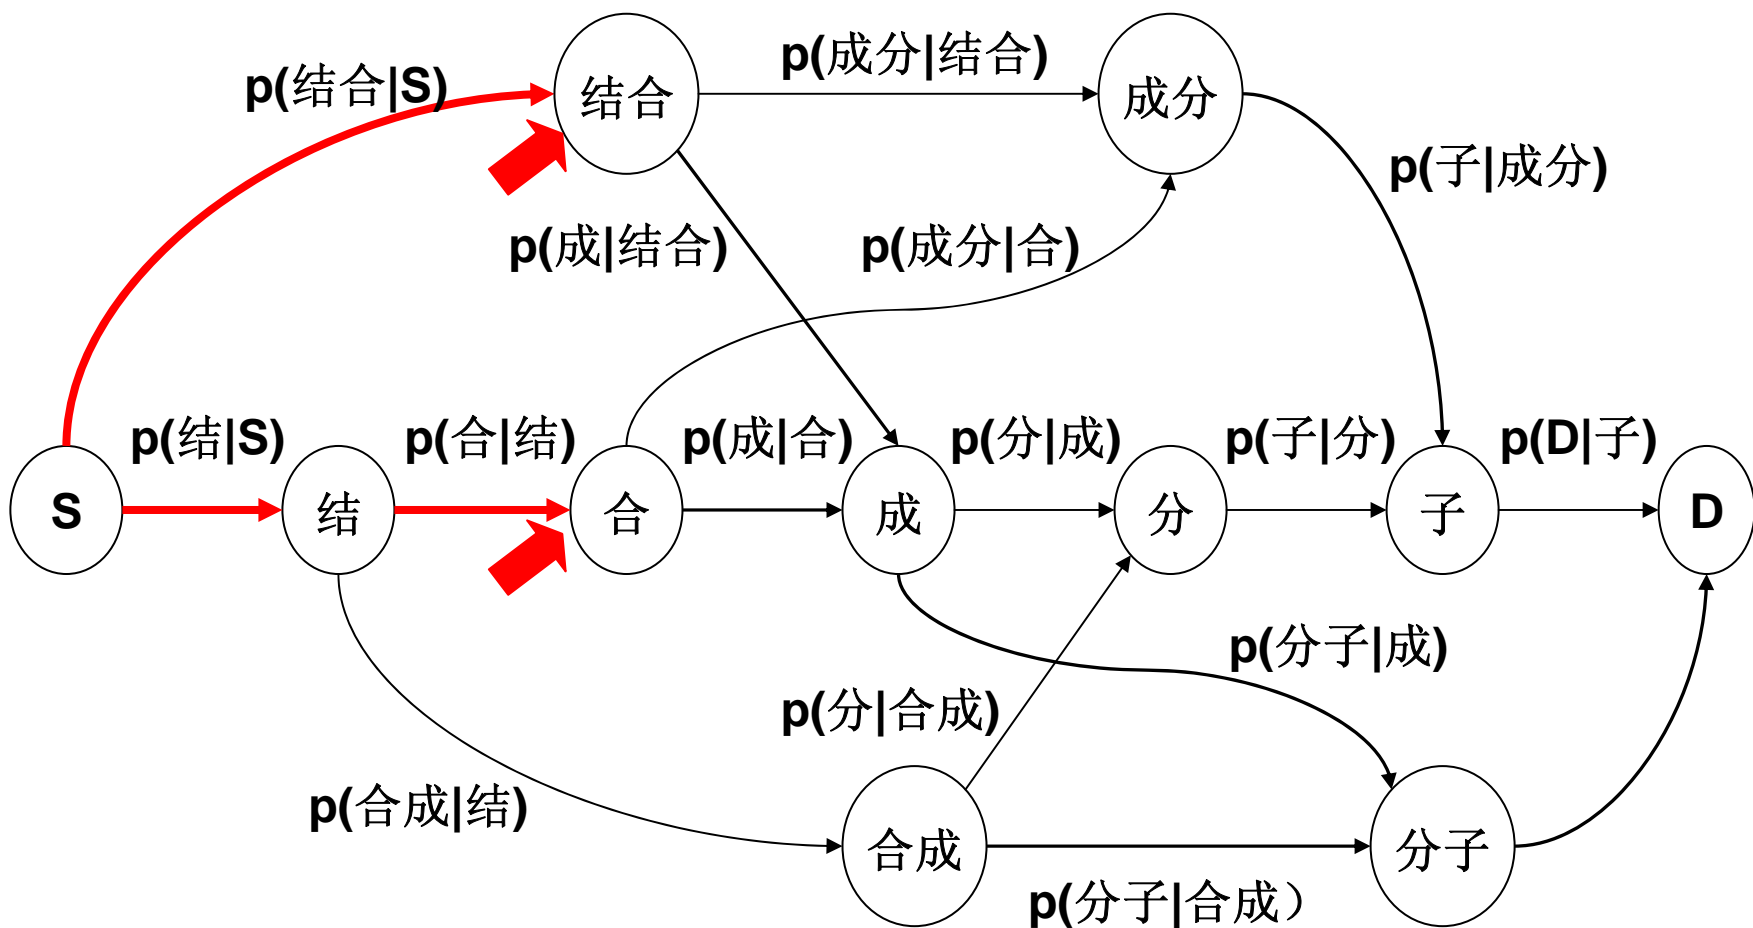 p(成分|结合)
p(结合|S)
结合
成分
p(子|成分)
p(成|结合)
p(成分|合)
p(结|S)
p(合|结)
p(成|合)
p(分|成)
p(子|分)
p(D|子)
S
结
合
成
分
子
D
p(分子|成)
p(分|合成)
p(合成|结)
合成
分子
p(分子|合成）